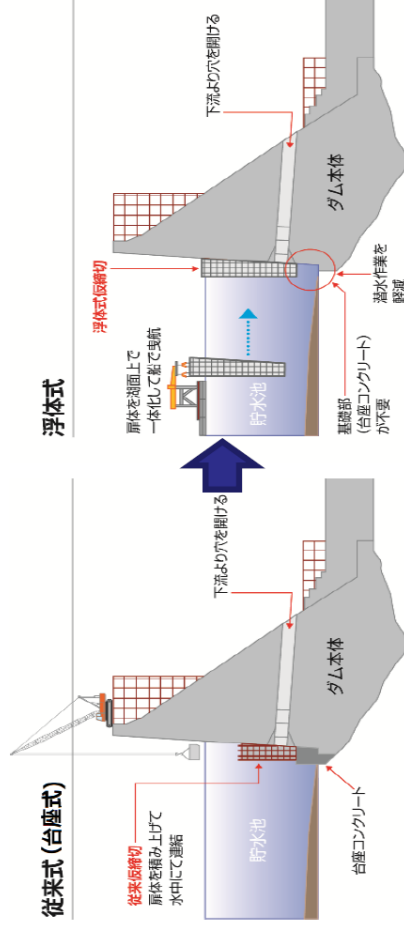 従来式(台座式)
従来仮締切
扉体を積み上げて
水中にて連結
貯水池
下流より穴を開ける
ダム本体
台座コンクリート
浮体式
扉体を湖面上で
一体化して船で曳航
浮体式仮締切
貯水池
下流より穴を開ける
ダム本体
基礎部
(台座コンクリート)
が不要
潜水作業を
軽減